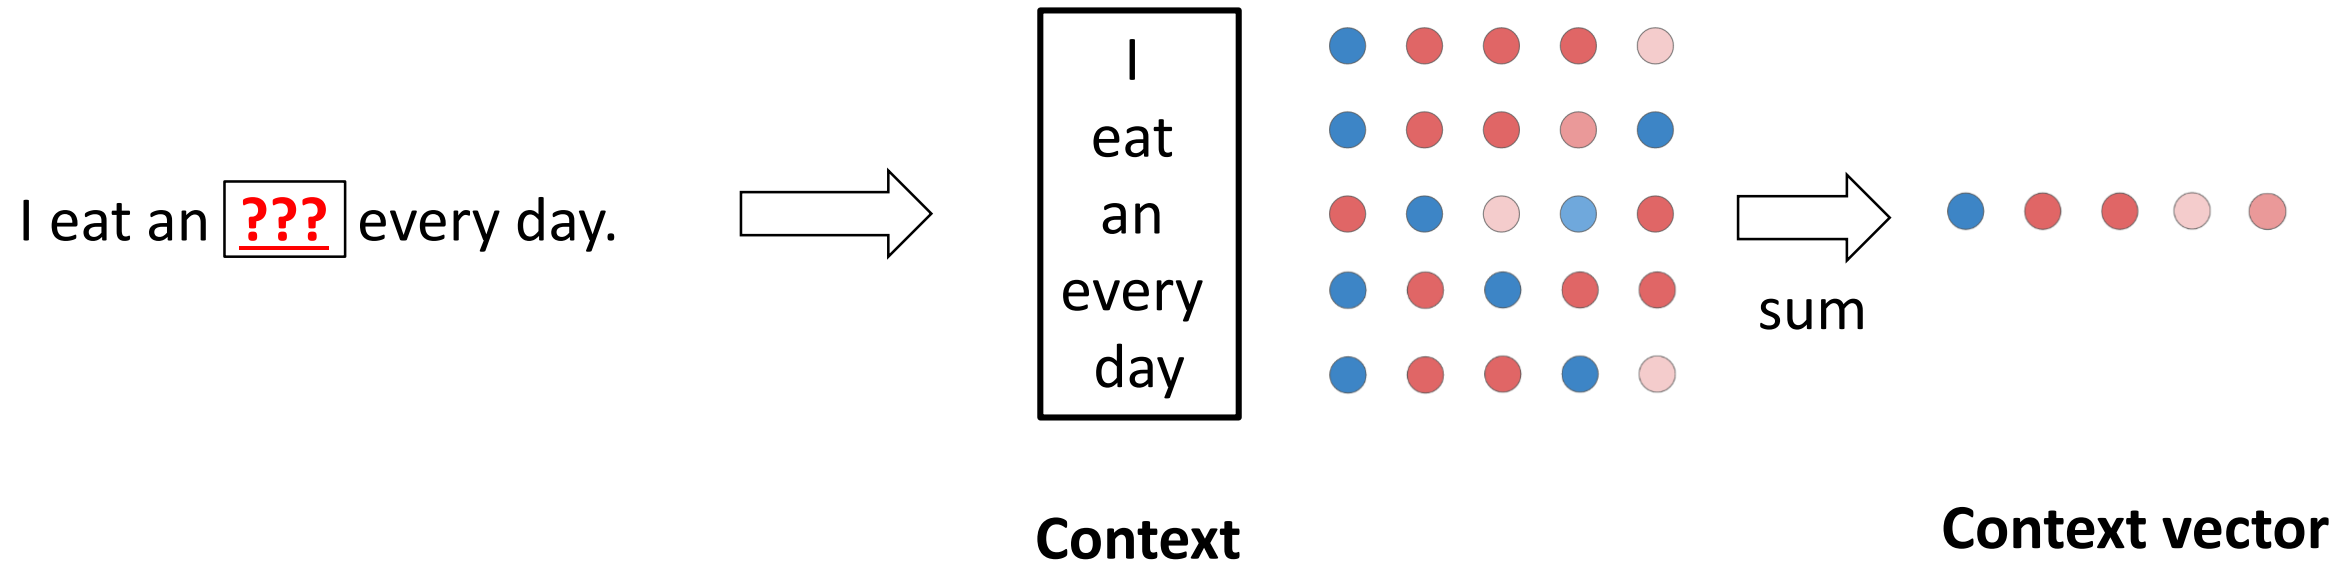 I eat an ??? every day.
I
eat
an
every
day
sum
Context
Context vector